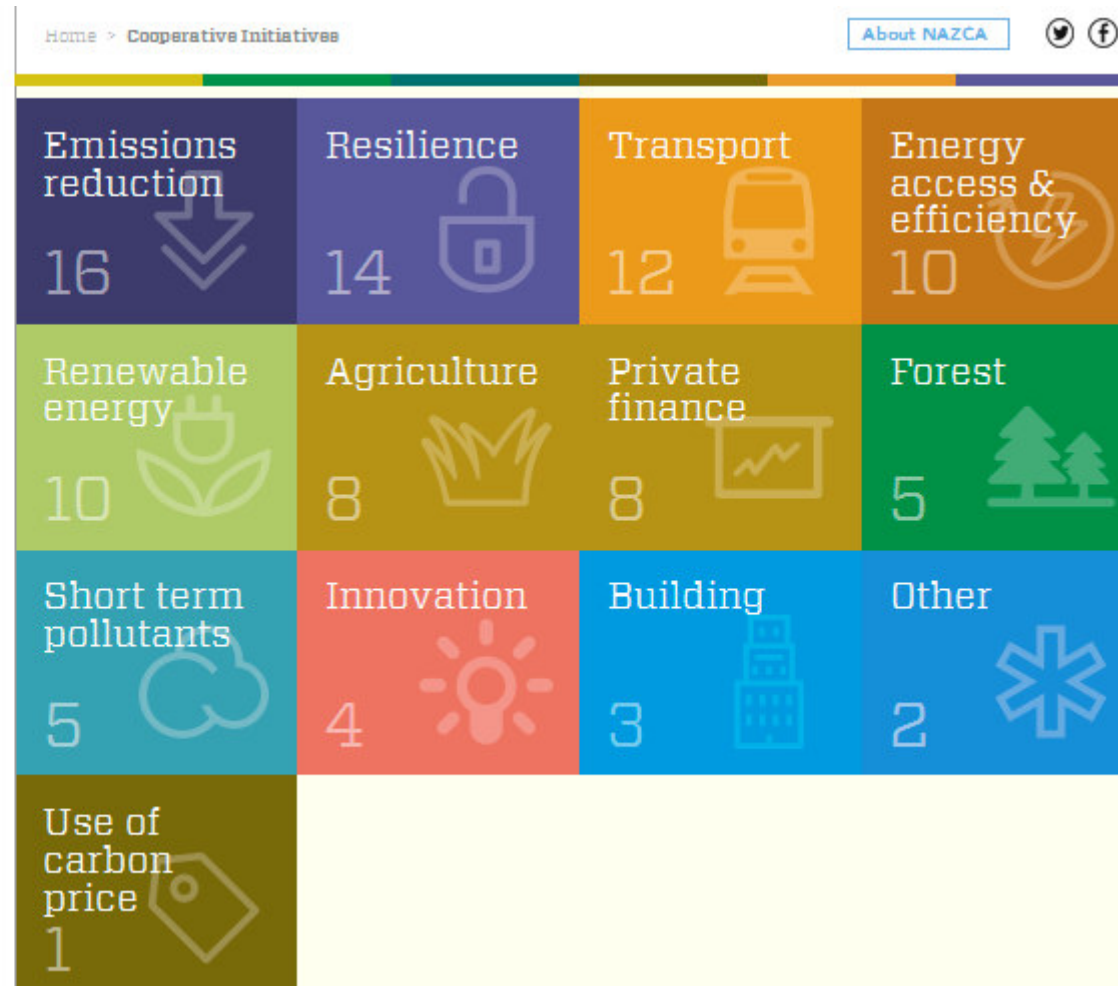 Home > Cooperative Initiatives
About NAZCA
Emissions
reduction
16
Resilience
14
Transport
12
Energy
access &
efficiency
10
Renewable
energy
10
Agriculture
8
Private
finance
8
Forest
5
Short term
pollutants
5
Innovation
4
Building
3
Other
2
Use of
carbon
price
1